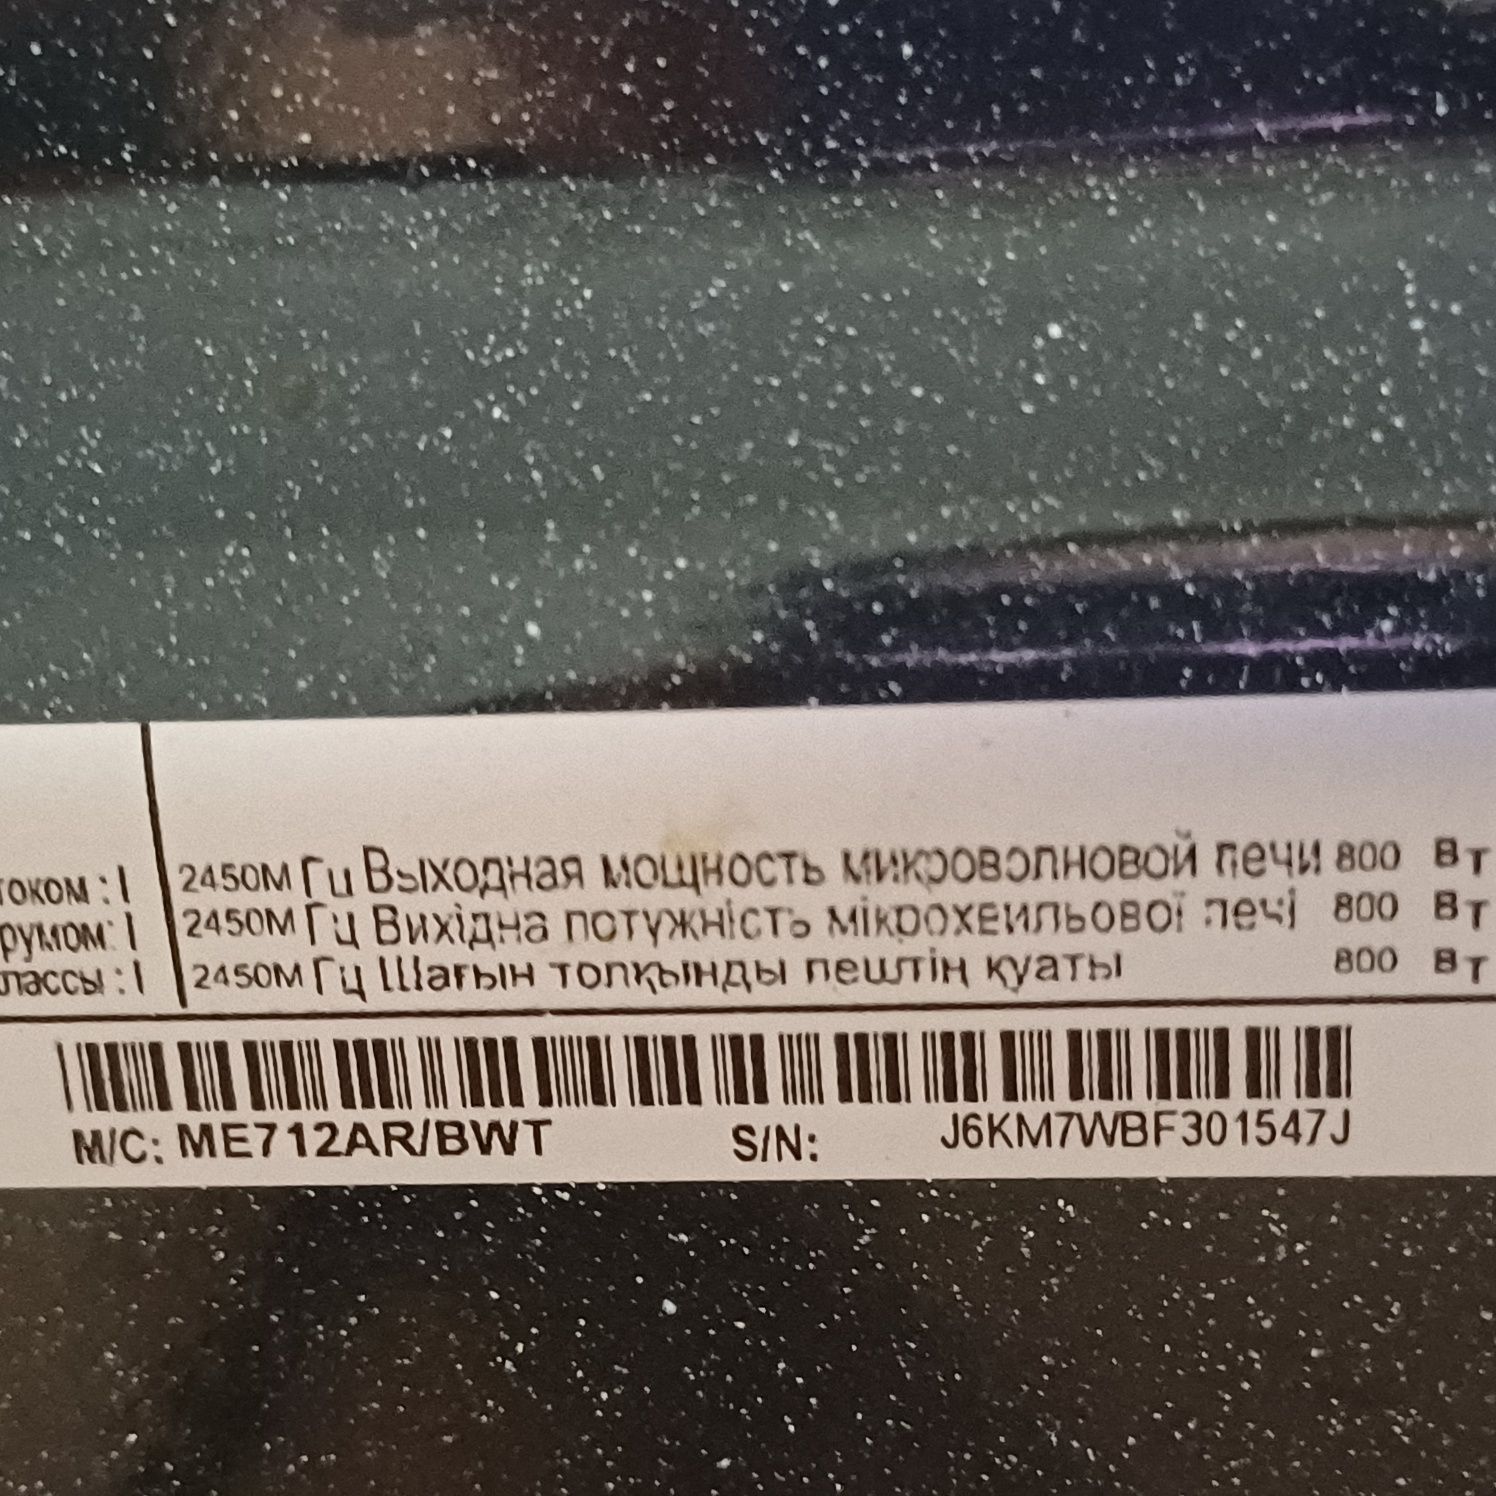 током : I 2450М Гц Выходная мощность микроволновой печи 800 Вт
румом: I 2450М Гц Вихідна потужність мікрохвильової печі 800 Вт
лассы : I 2450М Гц Шағын толқынды пештің қуаты 800 Вт
M/C: ME712AR/BWT S/N: J6KM7WBF301547J